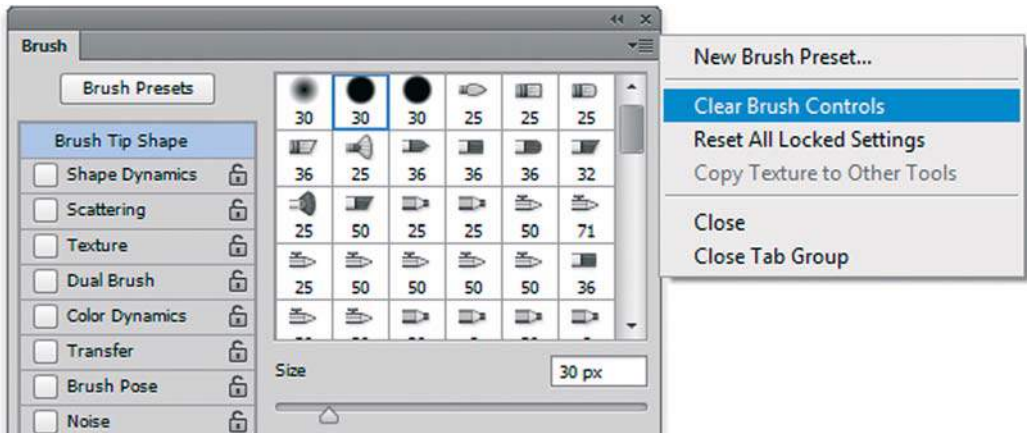 Brush
Brush Presets
Brush Tip Shape
Shape Dynamics
Scattering
Texture
Dual Brush
Color Dynamics
Transfer
Brush Pose
Noise
30 30 30 25 25 25
36 25 36 36 36 32
25 50 25 25 50 71
25 50 50 50 50 36
Size 30 px
New Brush Preset...
Clear Brush Controls
Reset All Locked Settings
Copy Texture to Other Tools
Close
Close Tab Group